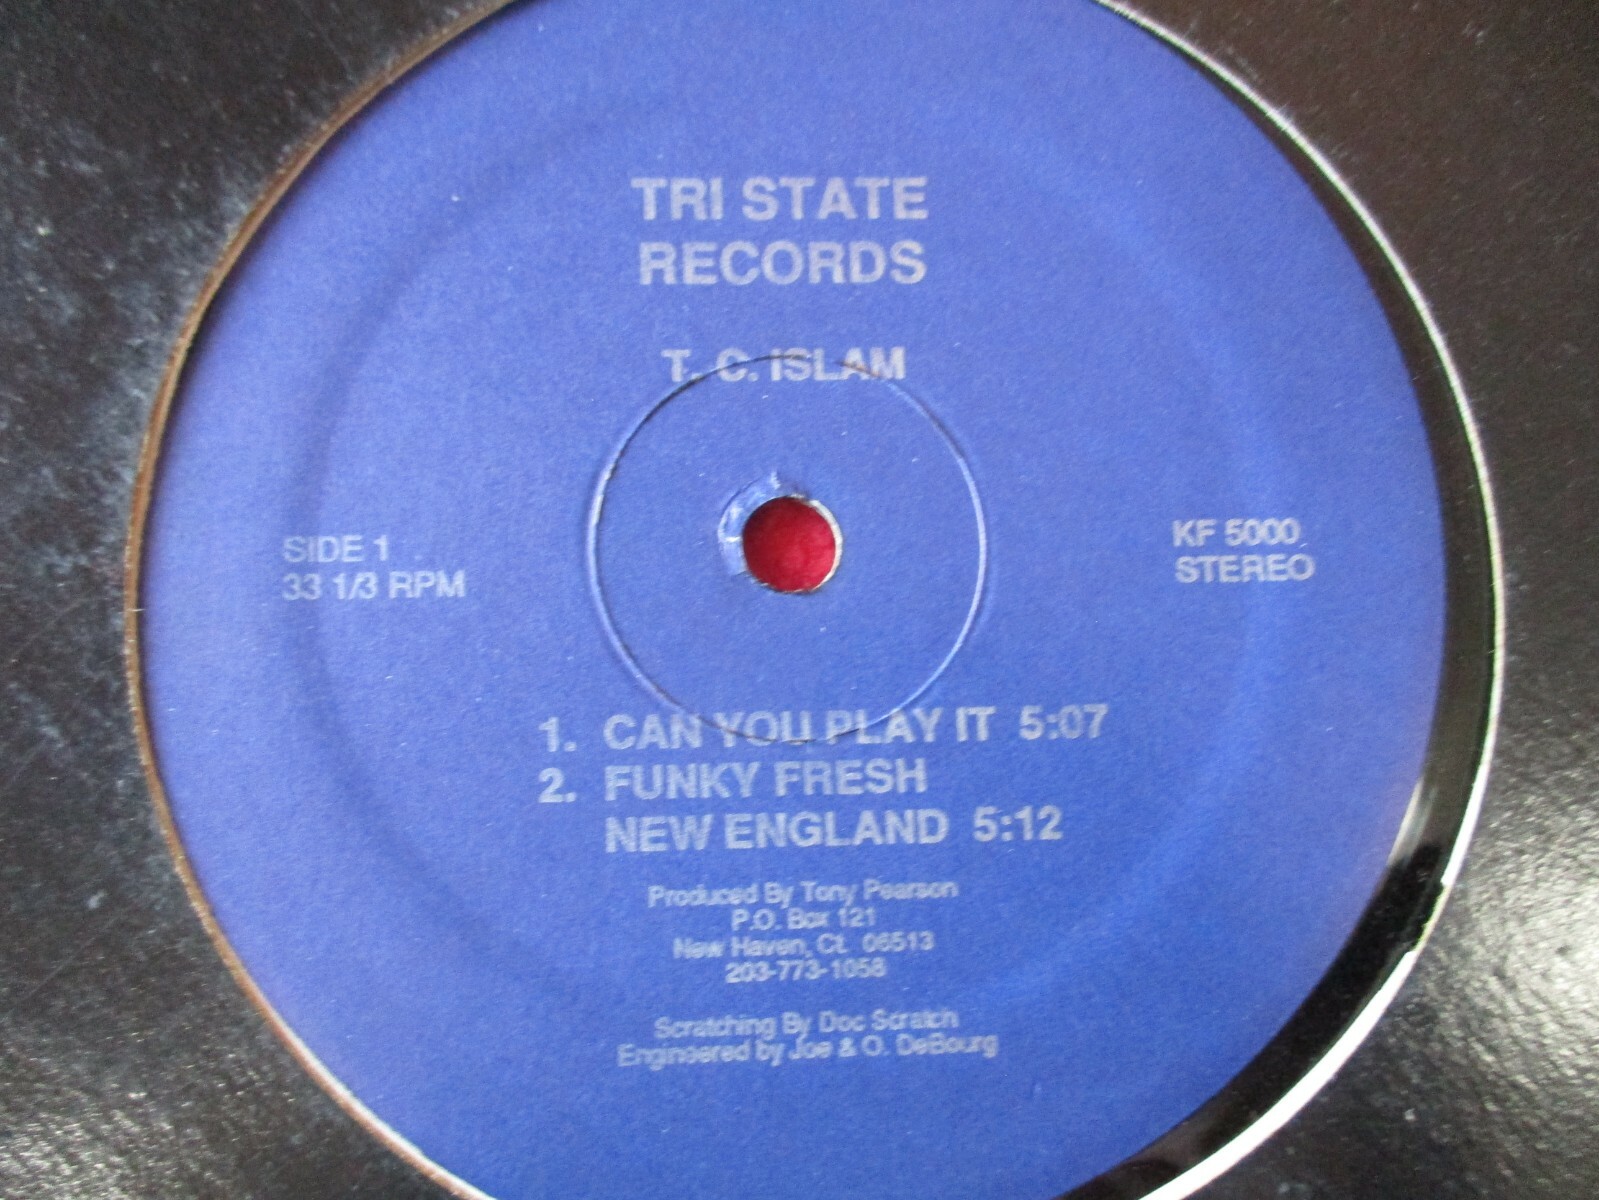 TRI STATE
RECORDS
T. C. ISLAM
SIDE 1
33 1/3 RPM
KF 5000
STEREO
1. CAN YOU PLAY IT 5:07
2. FUNKY FRESH
NEW ENGLAND 5:12
Produced By Tony Pearson
P.O. Box 121
New Haven, Ct. 06513
203-773-1058
Scratching By Doc Scratch
Engineered by Joe & O. DeBourg